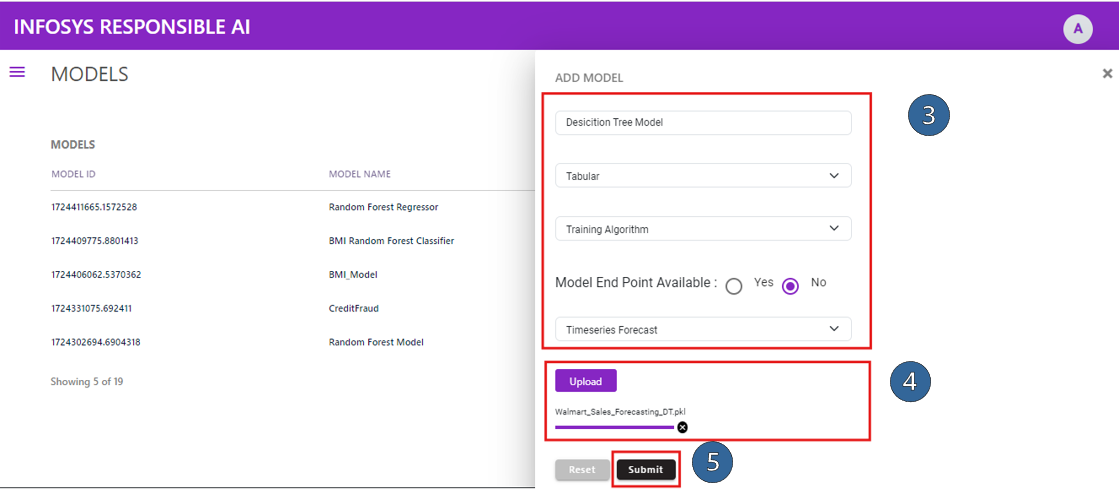 INFOSYS RESPONSIBLE AI
A
MODELS
MODELS
MODEL ID MODEL NAME
1724411665.1572528 Random Forest Regressor
1724409775.8801413 BMI Random Forest Classifier
1724406062.5370362 BMI_Model
1724331075.692411 CreditFraud
1724302694.6904318 Random Forest Model
Showing 5 of 19
ADD MODEL
3
Desicition Tree Model
Tabular
Training Algorithm
Model End Point Available : Yes No
Timeseries Forecast
4
Upload
Walmart_Sales_Forecasting_DT.pkl
5
Reset Submit